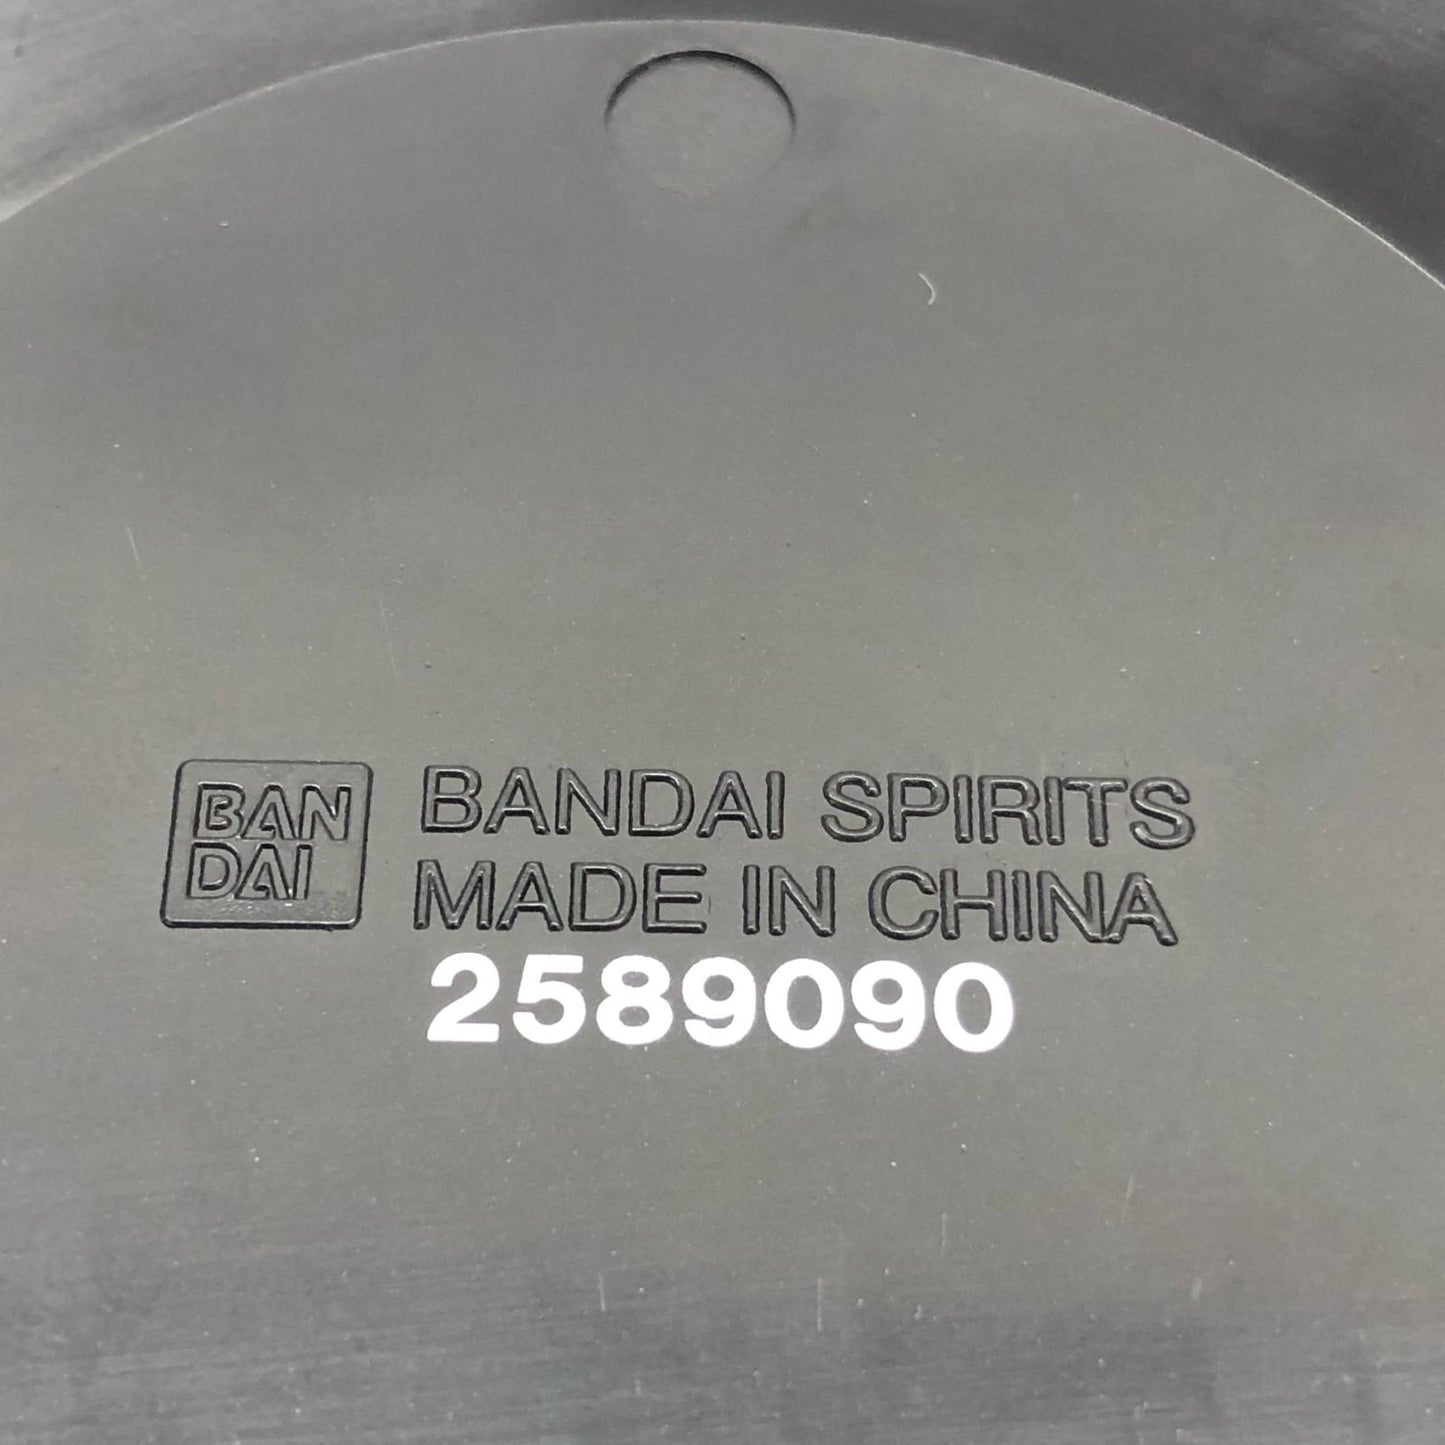 BAN
DAI
BANDAI SPIRITS
MADE IN CHINA
2589090